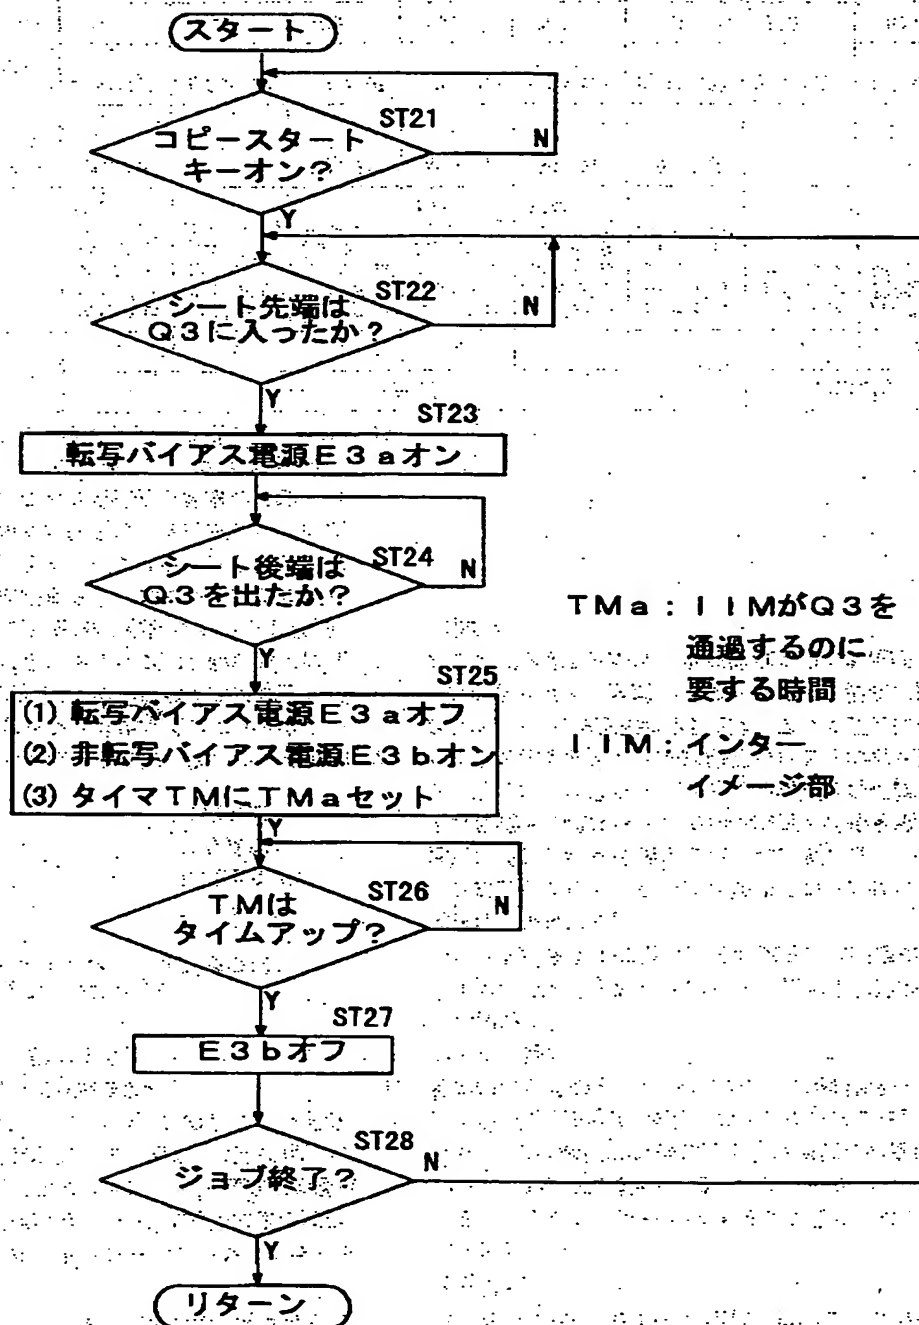 スタート
ST21
コピースタート
キーオン?
N
Y
ST22
シート先端は
Q3に入ったか?
N
Y
ST23
転写バイアス電源E3aオン
ST24
シート後端は
Q3を出たか?
N
Y
TMa:IIMがQ3を
通過するのに
要する時間
IIM:インター
イメージ部
ST25
(1) 転写バイアス電源E3aオフ
(2) 非転写バイアス電源E3bオン
(3) タイマTMにTMaセット
Y
ST26
TMは
タイムアップ?
N
Y
ST27
E3bオフ
ST28
ジョブ終了?
N
Y
リターン